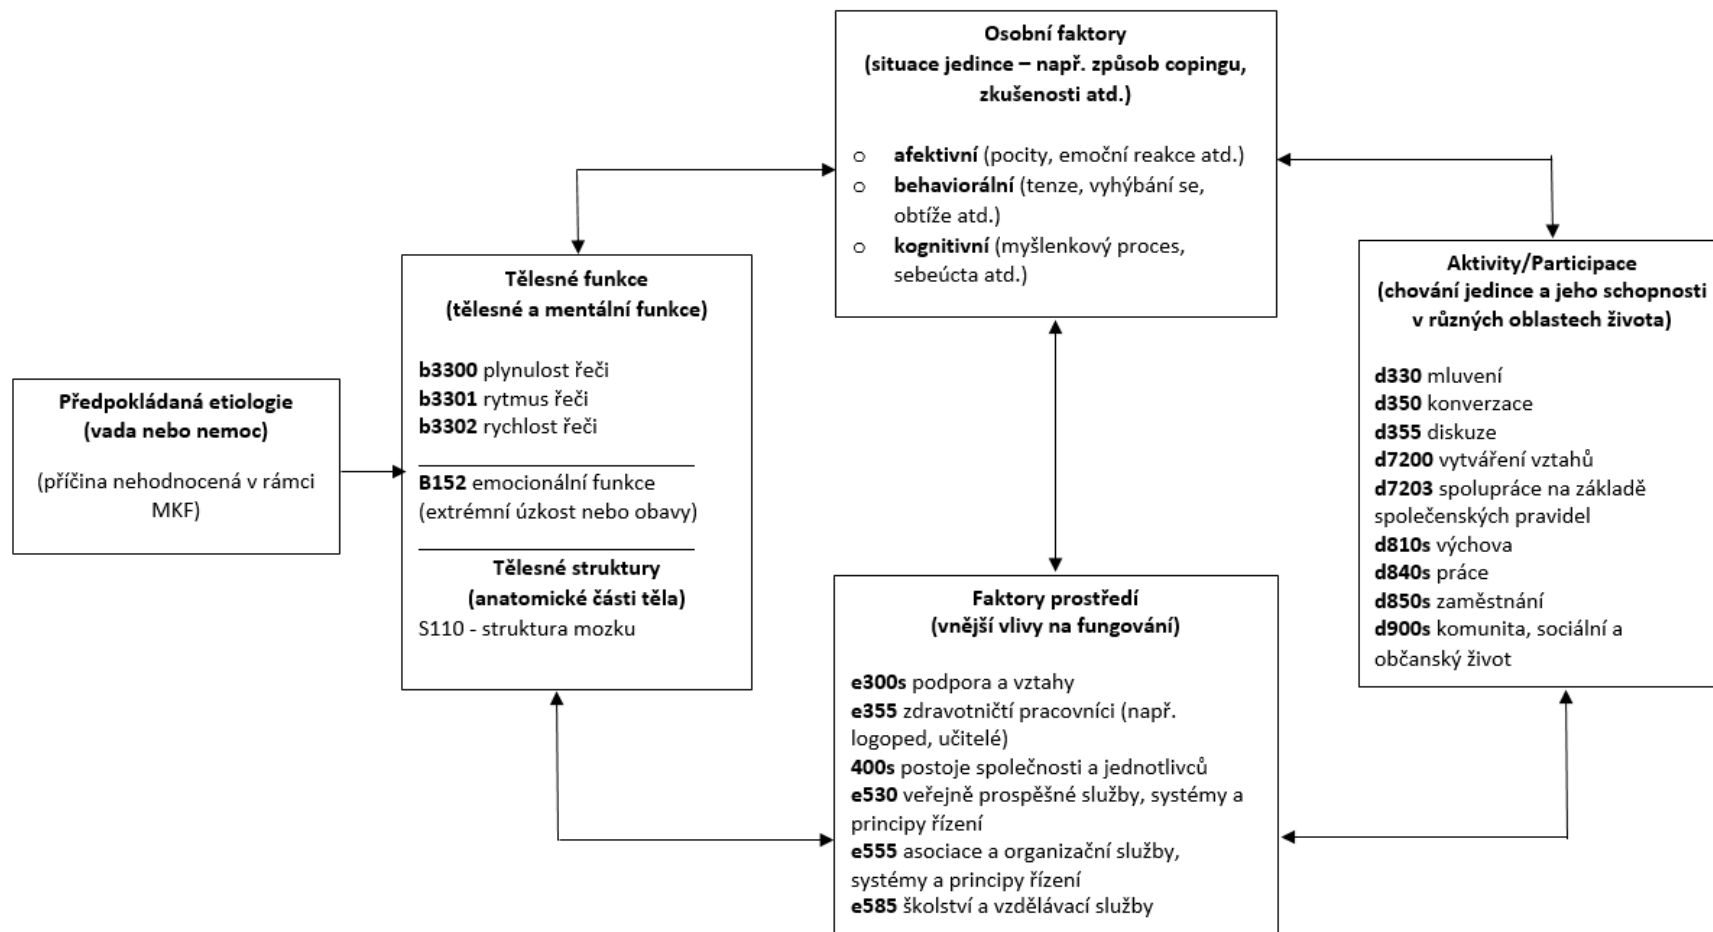 Osobní faktory
(situace jedince – např. způsob copingu,
zkušenosti atd.)
o afektivní (pocity, emoční reakce atd.)
o behaviorální (tenze, vyhýbání se,
obtíže atd.)
o kognitivní (myšlenkový proces,
sebeúcta atd.)
Předpokládaná etiologie
(vada nebo nemoc)
(příčina nehodnocená v rámci
MKF)
Tělesné funkce
(tělesné a mentální funkce)
b3300 plynulost řeči
b3301 rytmus řeči
b3302 rychlost řeči
B152 emocionální funkce
(extrémní úzkost nebo obavy)
Tělesné struktury
(anatomické části těla)
S110 - struktura mozku
Aktivity/Participace
(chování jedince a jeho schopnosti
v různých oblastech života)
d330 mluvení
d350 konverzace
d355 diskuze
d7200 vytváření vztahů
d7203 spolupráce na základě
společenských pravidel
d810s výchova
d840s práce
d850s zaměstnání
d900s komunita, sociální a
občanský život
Faktory prostředí
(vnější vlivy na fungování)
e300s podpora a vztahy
e355 zdravotničtí pracovníci (např.
logoped, učitelé)
400s postoje společnosti a jednotlivců
e530 veřejně prospěšné služby, systémy a
principy řízení
e555 asociace a organizační služby,
systémy a principy řízení
e585 školství a vzdělávací služby